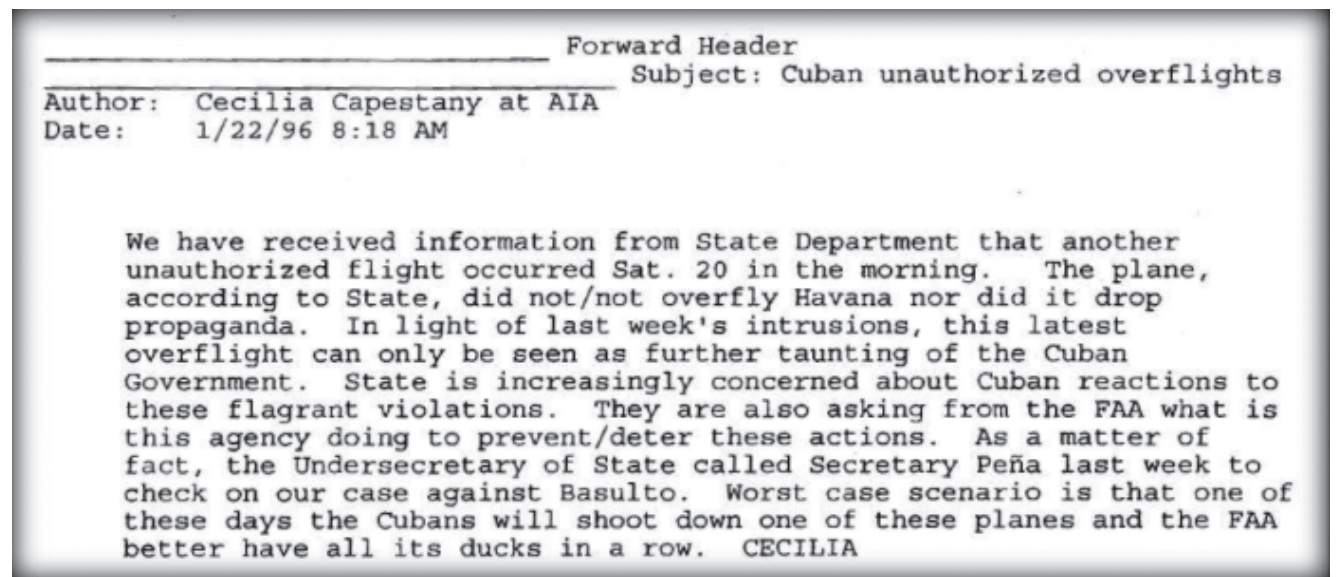 Forward Header
Subject: Cuban unauthorized overflights
Author: Cecilia Capestany at AIA
Date: 1/22/96 8:18 AM
We have received information from State Department that another
unauthorized flight occurred Sat. 20 in the morning. The plane,
according to State, did not/not overfly Havana nor did it drop
propaganda. In light of last week's intrusions, this latest
overflight can only be seen as further taunting of the Cuban
Government. State is increasingly concerned about Cuban reactions to
these flagrant violations. They are also asking from the FAA what is
this agency doing to prevent/deter these actions. As a matter of
fact, the Undersecretary of State called Secretary Peña last week to
check on our case against Basulto. Worst case scenario is that one of
these days the Cubans will shoot down one of these planes and the FAA
better have all its ducks in a row. CECILIA